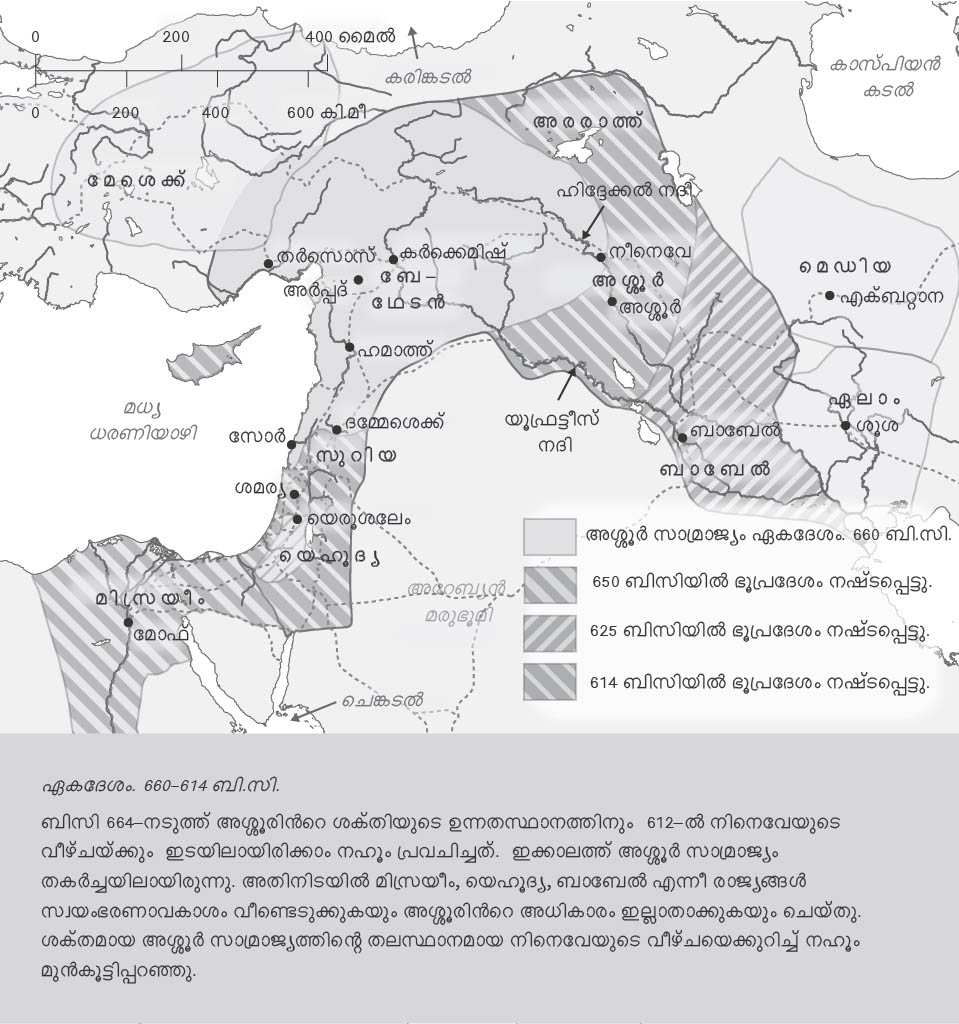 0 200 400 മൈൽ
0 200 400 600 കി.മീ
കരിങ്കടൽ
കാസ്പിയൻ
കടൽ
അരരാത്ത്
മേശെക്ക്
ഹിദ്ദേക്കൽ നദി
തർസൊസ്
കർക്കെമിഷ്
നീനെവേ
അർപ്പദ്
ബേ–
ഥേടൻ
അശ്ശൂർ
അശ്ശൂർ
മെഡിയ
എക്ബറ്റാന
ഹമാത്ത്
മധ്യ
ധരണിയാഴി
ഏലാം
ശൂശ
യൂഫ്രട്ടീസ്
നദി
ദമ്മേശെക്ക്
സോർ
സുറിയ
ബാബേൽ
ബാബേൽ
ശമര്യ
യെരുശലേം
യെഹൂദ്യ
അറേബ്യൻ
മരുഭൂമി
മിസ്രയീം
മോഫ്
ചെങ്കടൽ
അശ്ശൂർ സാമ്രാജ്യം ഏകദേശം. 660 ബി.സി.
650 ബിസിയിൽ ഭൂപ്രദേശം നഷ്ടപ്പെട്ടു.
625 ബിസിയിൽ ഭൂപ്രദേശം നഷ്ടപ്പെട്ടു.
614 ബിസിയിൽ ഭൂപ്രദേശം നഷ്ടപ്പെട്ടു.
ഏകദേശം. 660–614 ബി.സി.
ബിസി 664–നടുത്ത് അശ്ശൂരിൻറെ ശക്തിയുടെ ഉന്നതസ്ഥാനത്തിനും 612–ൽ നിനെവേയുടെ
വീഴ്ചയ്ക്കും ഇടയിലായിരിക്കാം നഹൂം പ്രവചിച്ചത്. ഇക്കാലത്ത് അശ്ശൂർ സാമ്രാജ്യം
തകർച്ചയിലായിരുന്നു. അതിനിടയിൽ മിസ്രയീം, യെഹൂദ്യ, ബാബേൽ എന്നീ രാജ്യങ്ങൾ
സ്വയംഭരണാവകാശം വീണ്ടെടുക്കുകയും അശ്ശൂരിൻറെ അധികാരം ഇല്ലാതാക്കുകയും ചെയ്തു.
ശക്തമായ അശ്ശൂർ സാമ്രാജ്യത്തിന്റെ തലസ്ഥാനമായ നിനെവേയുടെ വീഴ്ചയെക്കുറിച്ച് നഹൂം
മുൻകൂട്ടിപ്പറഞ്ഞു.